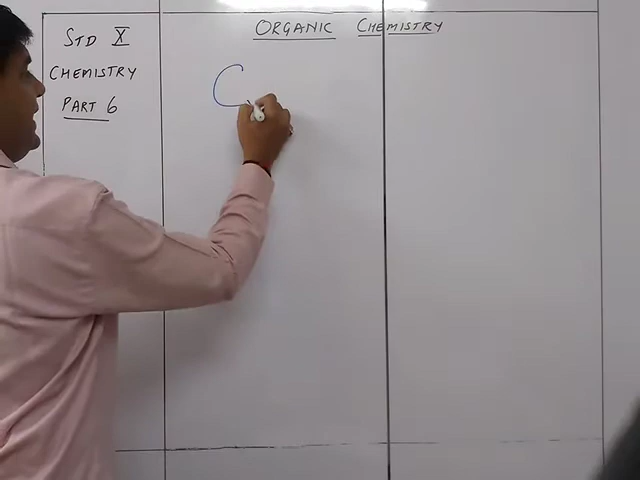 STD X
CHEMISTRY
PART 6
ORGANIC CHEMISTRY
C